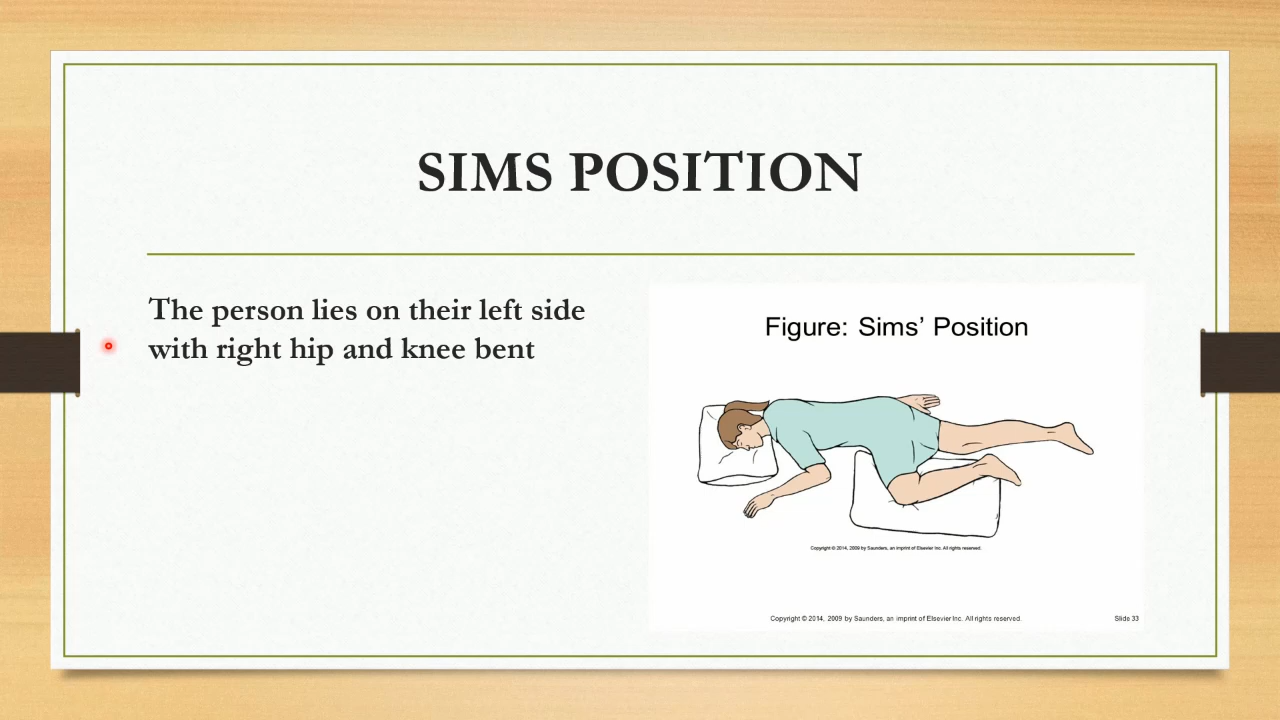 SIMS POSITION
The person lies on their left side
with right hip and knee bent
Figure: Sims’ Position
Copyright © 2014, 2009 by Saunders, an imprint of Elsevier Inc. All rights reserved.
Copyright © 2014, 2009 by Saunders, an imprint of Elsevier Inc. All rights reserved.
Slide 33